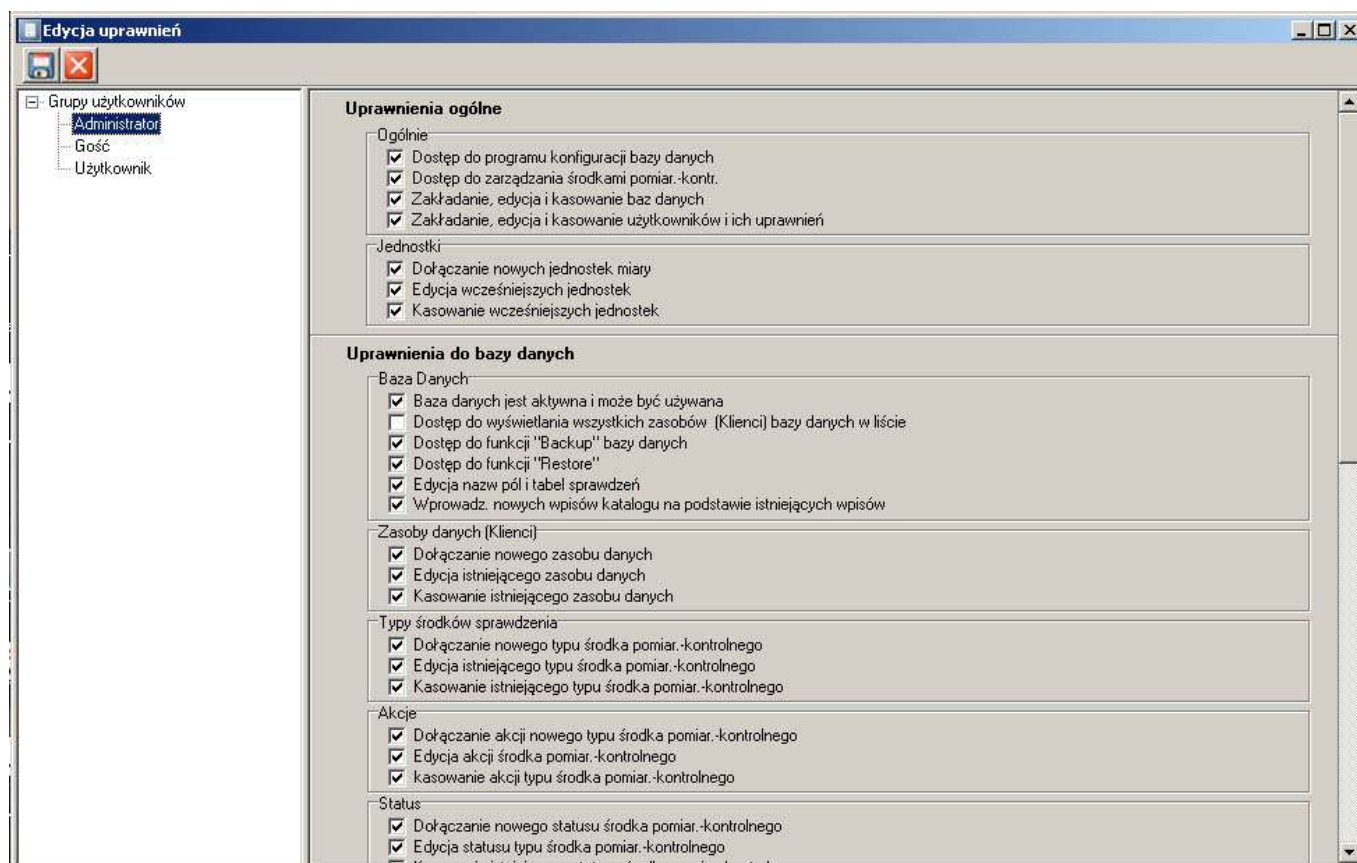 Edycja uprawnień
Grupy użytkowników
Administrator
Gość
Użytkownik
Uprawnienia ogólne
Ogólnie
Dostęp do programu konfiguracji bazy danych
Dostęp do zarządzania środkami pomiar.-kontr.
Zakładanie, edycja i kasowanie baz danych
Zakładanie, edycja i kasowanie użytkowników i ich uprawnień
Jednostki
Dołączanie nowych jednostek miary
Edycja wcześniejszych jednostek
Kasowanie wcześniejszych jednostek
Uprawnienia do bazy danych
Baza Danych
Baza danych jest aktywna i może być używana
Dostęp do wyświetlania wszystkich zasobów (Klienci) bazy danych w liście
Dostęp do funkcji "Backup" bazy danych
Dostęp do funkcji "Restore"
Edycja nazw pól i tabel sprawdzeń
Wprowadz. nowych wpisów katalogu na podstawie istniejących wpisów
Zasoby danych (Klienci)
Dołączanie nowego zasobu danych
Edycja istniejącego zasobu danych
Kasowanie istniejącego zasobu danych
Typy środków sprawdzenia
Dołączanie nowego typu środka pomiar.-kontrolnego
Edycja istniejącego typu środka pomiar.-kontrolnego
Kasowanie istniejącego typu środka pomiar.-kontrolnego
Akcje
Dołączanie akcji nowego typu środka pomiar.-kontrolnego
Edycja akcji środka pomiar.-kontrolnego
kasowanie akcji typu środka pomiar.-kontrolnego
Status
Dołączanie nowego statusu środka pomiar.-kontrolnego
Edycja statusu typu środka pomiar.-kontrolnego